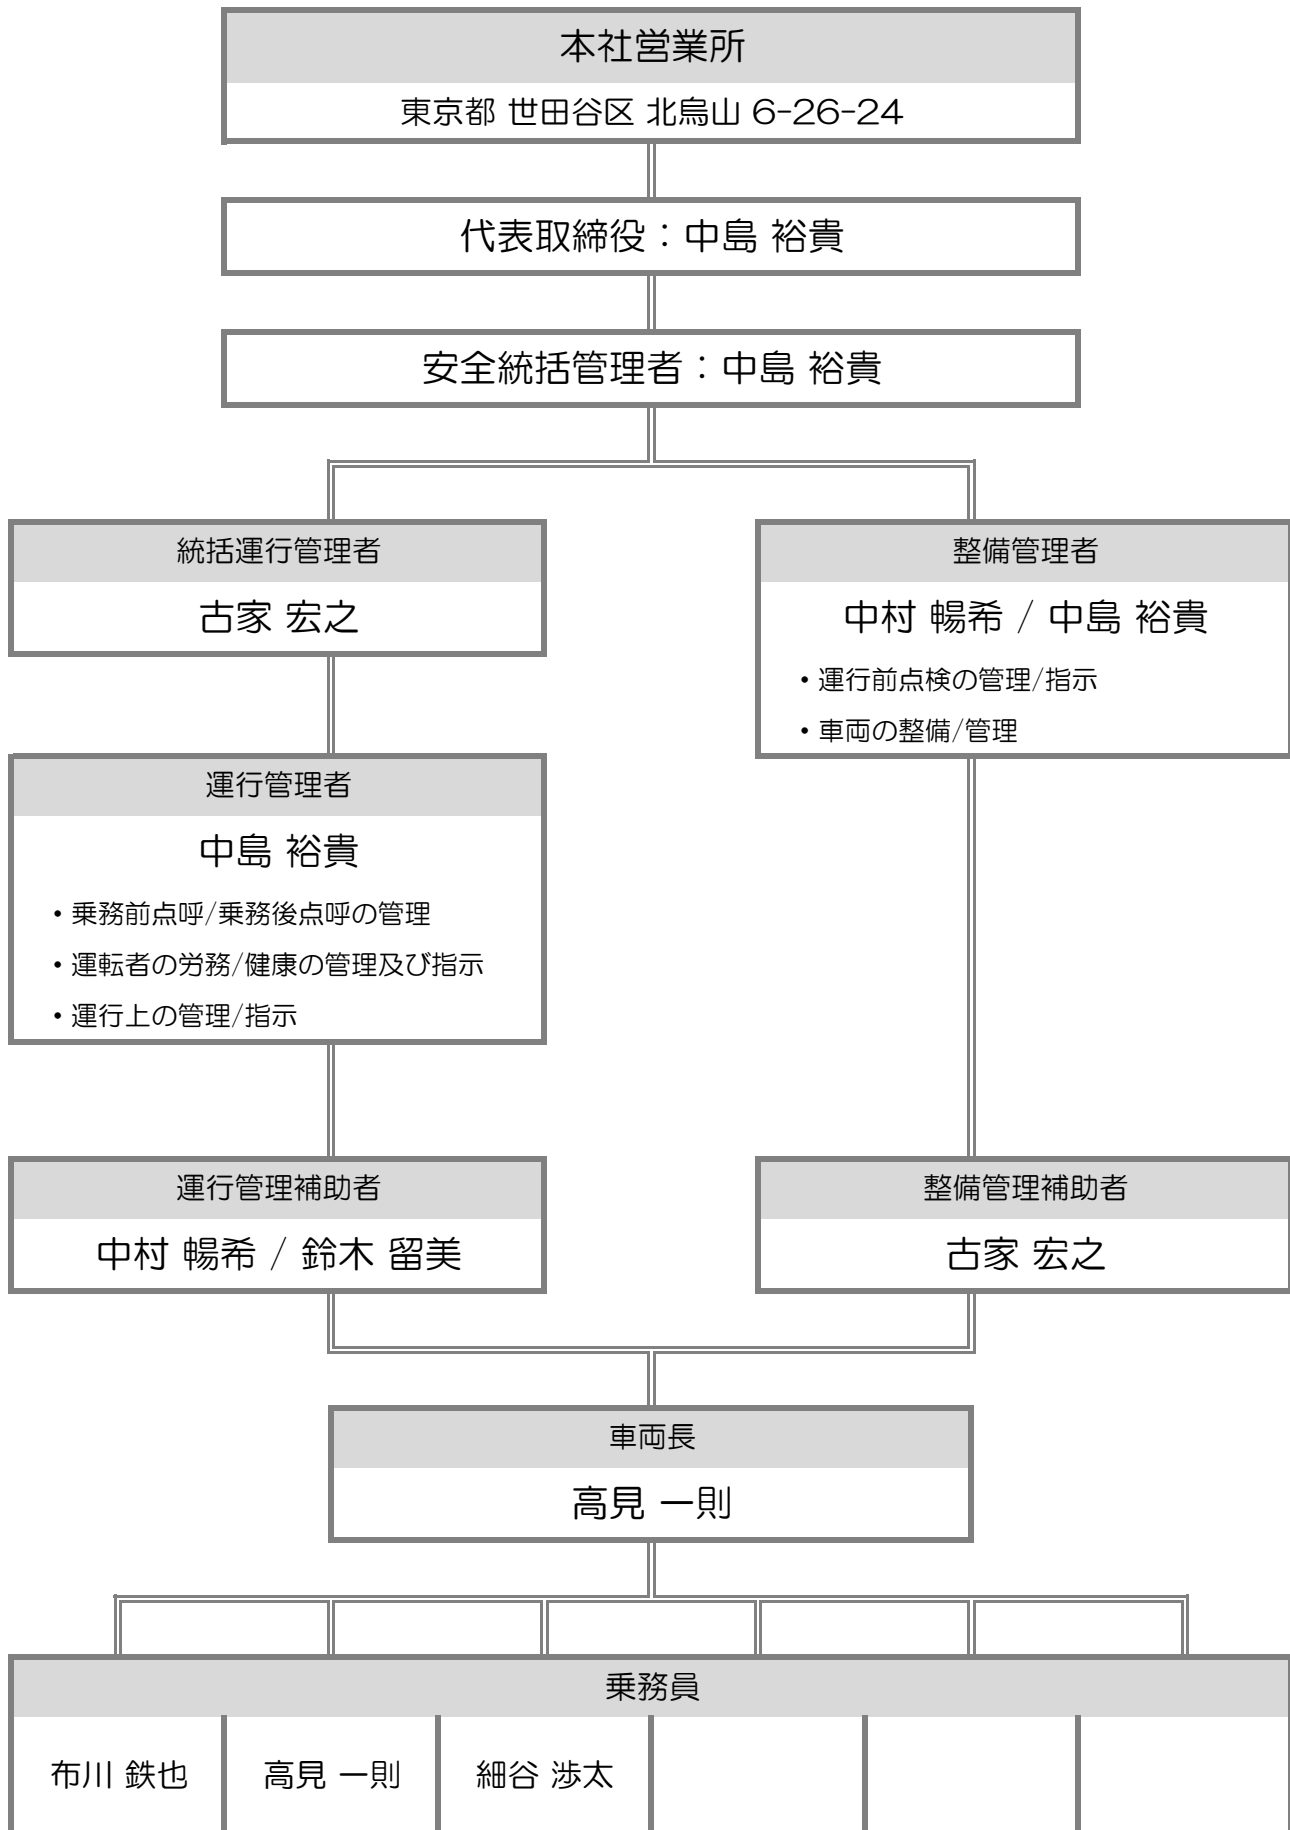 本社営業所
東京都 世田谷区 北烏山 6-26-24
代表取締役：中島 裕貴
安全統括管理者：中島 裕貴
統括運行管理者
古家 宏之
整備管理者
中村 暢希 / 中島 裕貴
・運行前点検の管理/指示
・車両の整備/管理
運行管理者
中島 裕貴
・乗務前点呼/乗務後点呼の管理
・運転者の労務/健康の管理及び指示
・運行上の管理/指示
運行管理補助者
中村 暢希 / 鈴木 留美
整備管理補助者
古家 宏之
車両長
高見 一則
乗務員
布川 鉄也
高見 一則
細谷 渉太